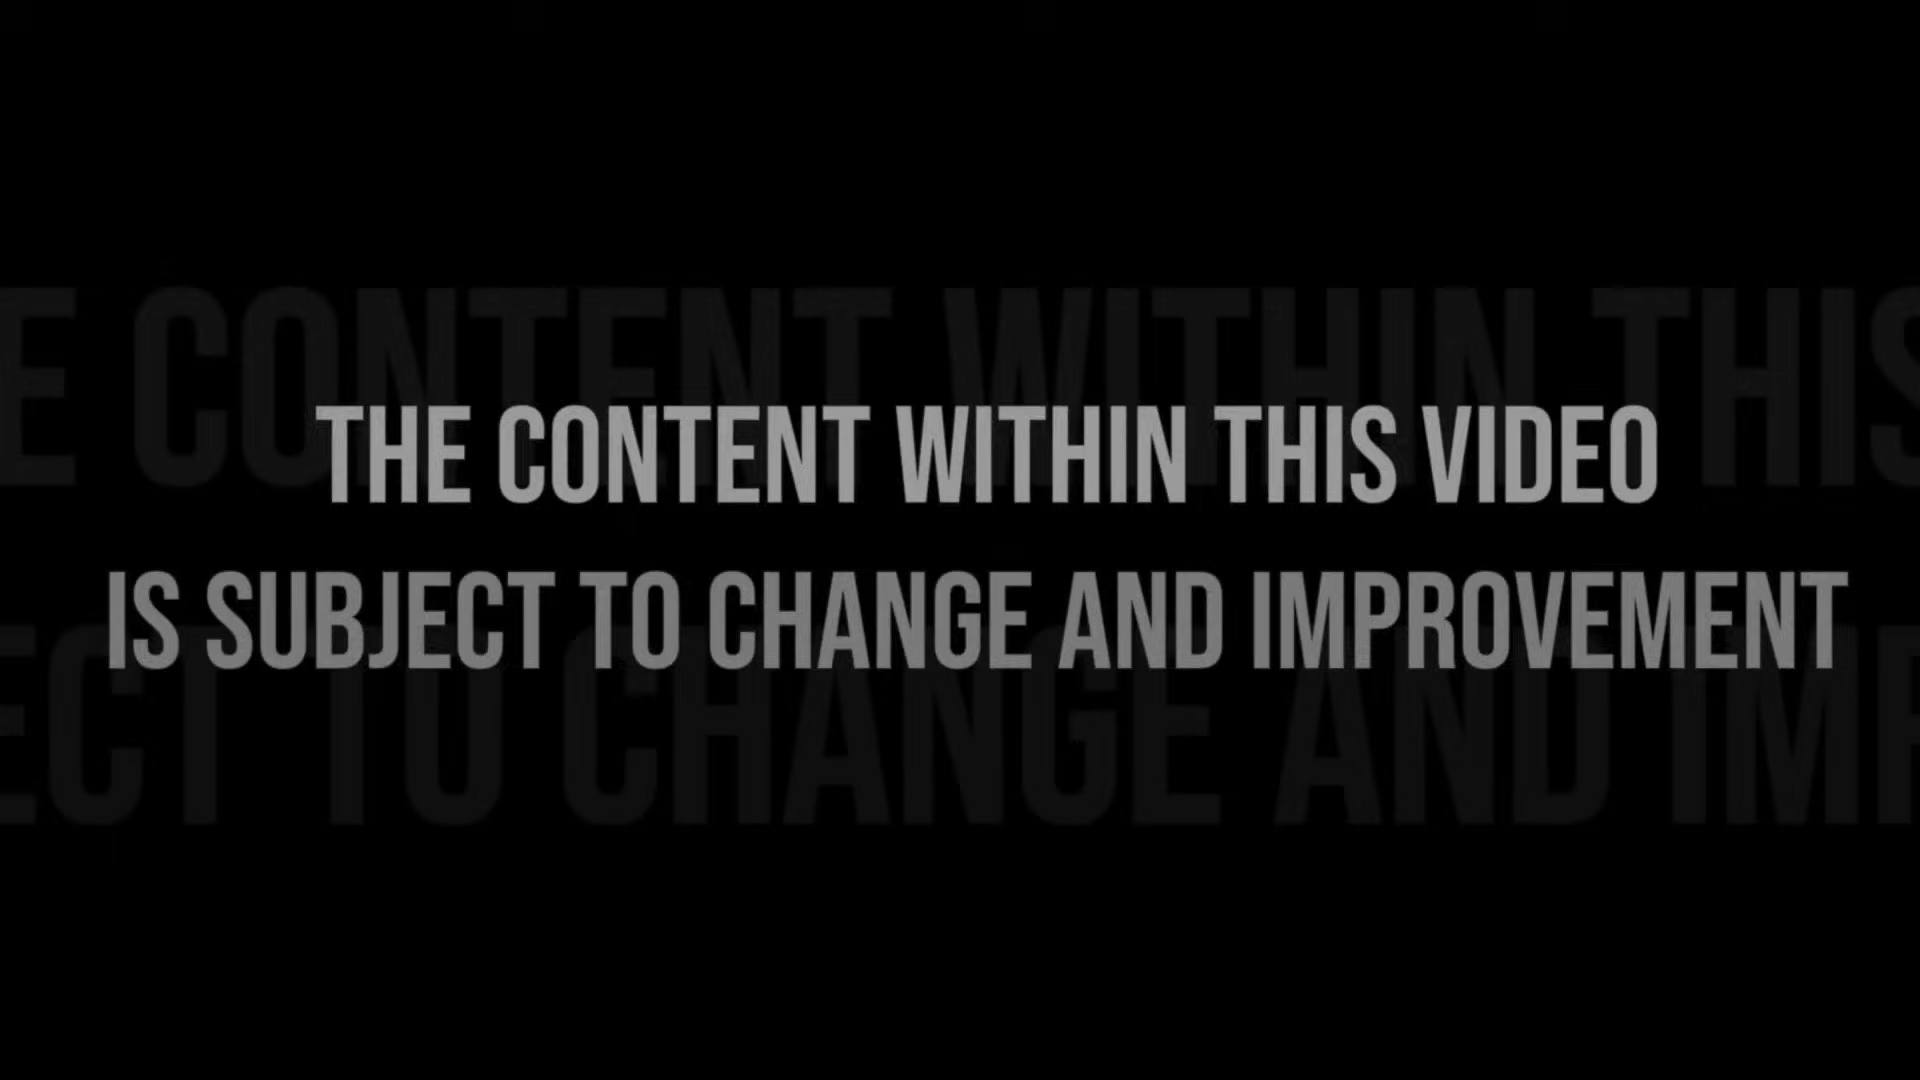 THE CONTENT WITHIN THIS VIDEO
IS SUBJECT TO CHANGE AND IMPROVEMENT